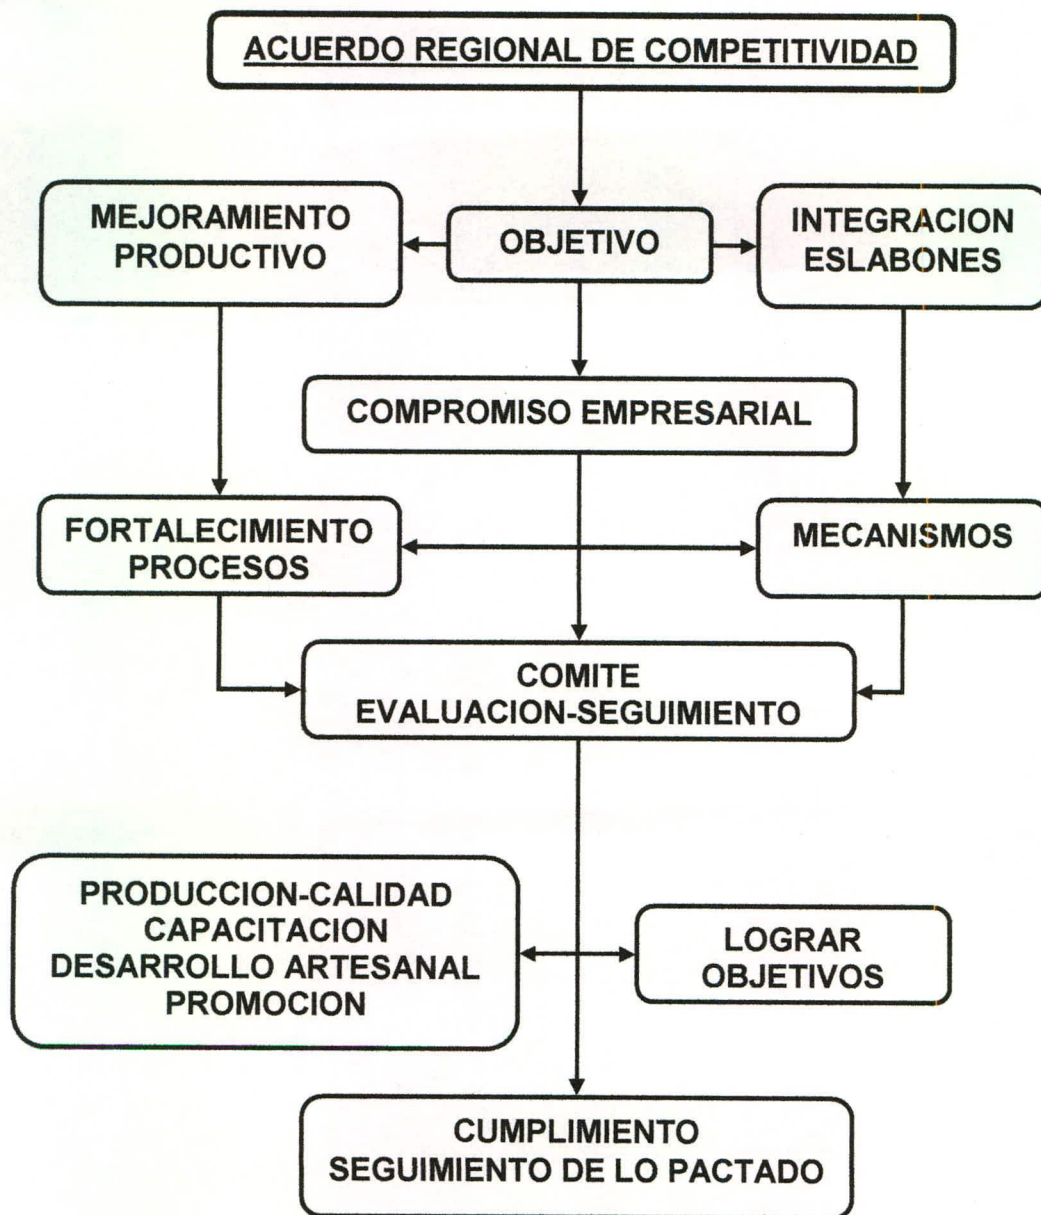 ACUERDO REGIONAL DE COMPETITIVIDAD
MEJORAMIENTO
PRODUCTIVO
OBJETIVO
INTEGRACION
ESLABONES
COMPROMISO EMPRESARIAL
FORTALECIMIENTO
PROCESOS
MECANISMOS
COMITE
EVALUACION-SEGUIMIENTO
PRODUCCION-CALIDAD
CAPACITACION
DESARROLLO ARTESANAL
PROMOCION
LOGRAR
OBJETIVOS
CUMPLIMIENTO
SEGUIMIENTO DE LO PACTADO